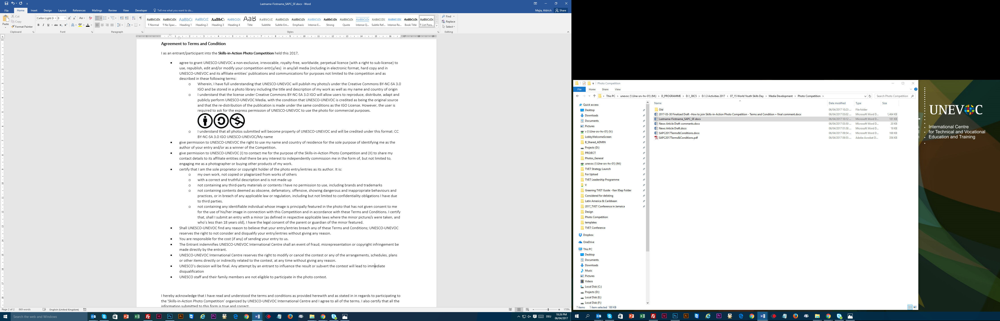 Lastname-Firstname_SAPC_SF.docx - Word
Mejia, Aldrich Share
File Home Insert Design Layout References Mailings Review View Developer Tell me what you want to do...
Cut
Copy
Format Painter
Paste
Calibri Light (H 8
AaBbCcDc AaBbCcDc AaBbC( AaBbCcE AaBbC( AaBbCcDc AaB AaBbCcE AaBbCcDc AaBbCcDc AaBbCcDc AaBbCcDc AaBbCcDc AaBbCcDc AABBCCDC AABBCCDC AaBbCcDc AaBbCcDc
¶ Normal ¶ No Spac... Heading 1 Heading 2 Heading 3 Heading 4 Title Subtitle Subtle Em... Emphasis Intense E... Strong Quote Intense Q... Subtle Ref... Intense Re... Book Title ¶ List Para...
Find
Replace
Select
Clipboard Font Paragraph Styles Editing
Agreement to Terms and Condition
I as an entrant/participant into the Skills-in-Action Photo Competition held this 2017,
• agree to grant UNESCO-UNEVOC a non-exclusive, irrevocable, royalty-free, worldwide, perpetual licence (with a right to sub-license) to
use, republish, edit and/or modify your competition entr(y/ies) in any/all media (including in electronic format, hard copy and in
UNESCO-UNEVOC and its affiliate entities' publications and communications for purposes not limited to the competition and as
described in these following terms:
o Wherein, I have full understanding that UNESCO-UNEVOC will publish my photo/s under the Creative Commons BY-NC-SA 3.0
IGO and be stored in a photo library including the title and description of my work as well as my name and country of origin
o I understand that the license under Creative Commons BY-NC-SA 3.0 IGO will allow users to reproduce, distribute, adapt and
publicly perform UNESCO-UNEVOC Media, with the condition that UNESCO-UNEVOC is credited as being the original source
and that the re-distribution of the publication is made under the same conditions as the IGO License. However, the user is
required to ask for the express permission of UNESCO-UNEVOC to use the photo for commercial purposes.
o I understand that all photos submitted will become property of UNESCO-UNEVOC and will be credited under this format: CC
BY-NC-SA 3.0 IGO UNESCO-UNEVOC/My name
• give permission to UNESCO-UNEVOC the right to use my name and country of residence for the sole purpose of identifying me as the
author of your entry and/or as a winner of the Competition.
• give permission to UNESCO-UNEVOC (I) to contact me for the purpose of the Skills-in-Action Photo Competition and (II) to share my
contact details to its affiliate entities shall there be any interest to independently commission me in the form of, but not limited to,
engaging me as a photographer or buying other products of my work.
• certify that I am the sole proprietor or copyright holder of the photo entry/entries as its author. It is:
o my own work, not copied or plagiarized from works of others
o with a correct and truthful description and is not made up
o not containing any third-party materials or contents I have no permission to use, including brands and trademarks
o not containing contents deemed as obscene, defamatory, offensive, showing dangerous and inappropriate behaviours and
practices, or in breach of any applicable law or regulation, including but not limited to confidentiality obligations I have due
to third parties.
o not containing any identifiable individual whose image is principally featured in the photo that has not given consent to me
for the use of his/her image in connection with this Competition and in accordance with these Terms and Conditions. I certify
that, shall I submit an entry with a minor (as defined in respective applicable laws where the minor picture/s were taken, and
who's less than 18 years old), I have the legal consent of the parent or guardian of the minor featured.
• Shall UNESCO-UNEVOC find any reason to believe that your entry/entries breach any of these Terms and Conditions; UNESCO-UNEVOC
reserves the right to not consider and disqualify your entry/entries without giving any reason.
• You are responsible for the cost (if any) of sending your entry to us.
• The Entrant indemnifies UNESCO-UNEVOC International Centre shall an event of fraud, misrepresentation or copyright infringement be
made directly by the entrant.
• UNESCO-UNEVOC International Centre reserves the right to modify or cancel the contest or any of the arrangements, schedules, plans
or other items directly or indirectly related to the contest, at any time without giving any reason.
• UNESCO's decision will be final. Any attempt by an entrant to influence the result or subvert the contest will lead to immediate
disqualification
• UNESCO staff and their family members are not eligible to participate in the photo contest.
I hereby acknowledge that I have read and understood the terms and conditions as provided herewith and as stated in in regards to participating to
the 'Skills-in-Action Photo Competition' organized by UNESCO-UNEVOC International Centre and I agree to all of the terms. I also certify that all the
information submitted to this form is true and correct.
Page 2 of 2 869 words English (United Kingdom) 170%
Search the web and Windows
DEU 10:26 PM
06/04/2017
Photo Competition
File Home Share View
This PC › unevoc (\\Une-srv-hv-01) (M:) › D_PROGRAMME › D.1_38C5 › D.1.3 Activities 2017 › 07_15 World Youth Skills Day › Media Development › Photo Competition ›
Search Photo Competition
Quick access
Desktop
Downloads
Documents
Pictures
v (\\Une-srv-hv-01) (V:)
LobbyWelcomeScreen
B_Shared_ADMIN
Projects (D:)
PROJECT
Photos_General
unevoc (\\Une-srv-hv-01) (M:)
TVET Strategy Launch
For Upload
TVET Leadership Programme
V
Greening TVET Guide - Ken 9Sep Folder
Considered for delisting
Latin America & Caribbean
2017_TVET Conference in Jamaica
Design
Photo Competition
templates
TVET Conference
Dropbox
OneDrive
This PC
Desktop
Documents
Downloads
Music
Pictures
Videos
Local Disk (C:)
Projects (D:)
Local Disk (E:)
Local Disk (F:)
Name Date modified Type Size
Old 06/04/2017 10:23 ... File folder
2017-03-30 Finalized Draft -How to join Skills-in-Action Photo Competition - Terms and Condition + final comment.docx 06/04/2017 03:02 ... Microsoft Word D... 1,464 KB
Lastname-Firstname_SAPC_SF.docx 06/04/2017 10:12 ... Microsoft Word D... 181 KB
News Article Draft comments.docx 06/04/2017 03:50 ... Microsoft Word D... 20 KB
News Article Draft.docx 06/04/2017 01:58 ... Microsoft Word D... 19 KB
SAPC2017Terms&Conditions.docx 06/04/2017 09:54 ... Microsoft Word D... 168 KB
SAPC2017Terms&Conditions.pdf 06/04/2017 09:55 ... Adobe Acrobat D... 356 KB
7 items 1 item selected 180 KB
UNEVOC
International Centre
for Technical and Vocational
Education and Training